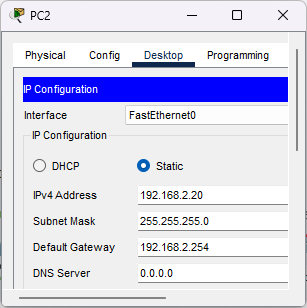 PC2
Physical Config Desktop Programming
IP Configuration
Interface FastEthernet0
IP Configuration
DHCP Static
IPv4 Address 192.168.2.20
Subnet Mask 255.255.255.0
Default Gateway 192.168.2.254
DNS Server 0.0.0.0